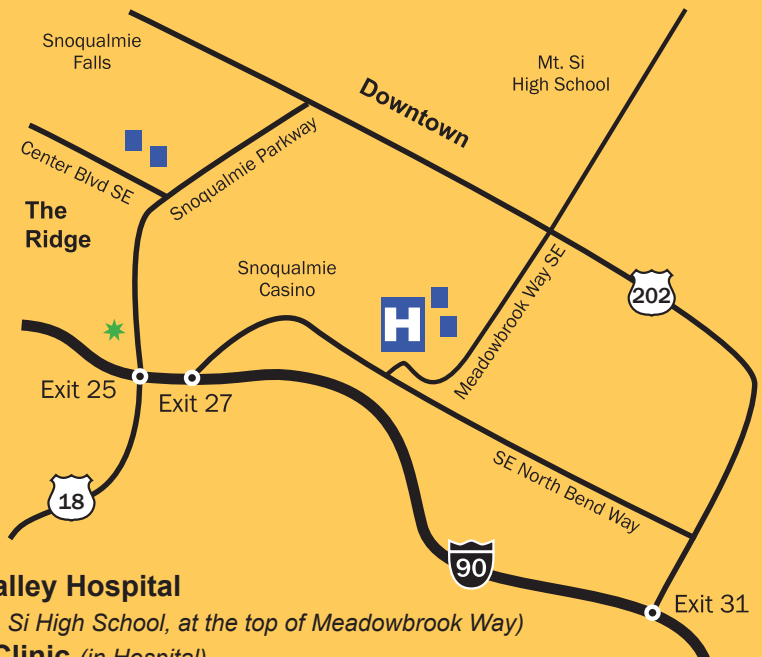 Snoqualmie
Falls
Mt. Si
High School
Downtown
Center Blvd SE
Snoqualmie Parkway
The
Ridge
Snoqualmie
Casino
H
Meadowbrook Way SE
202
Exit 25
Exit 27
SE North Bend Way
18
90
Exit 31
alley Hospital
Si High School, at the top of Meadowbrook Way)
Clinic (in Hospital)